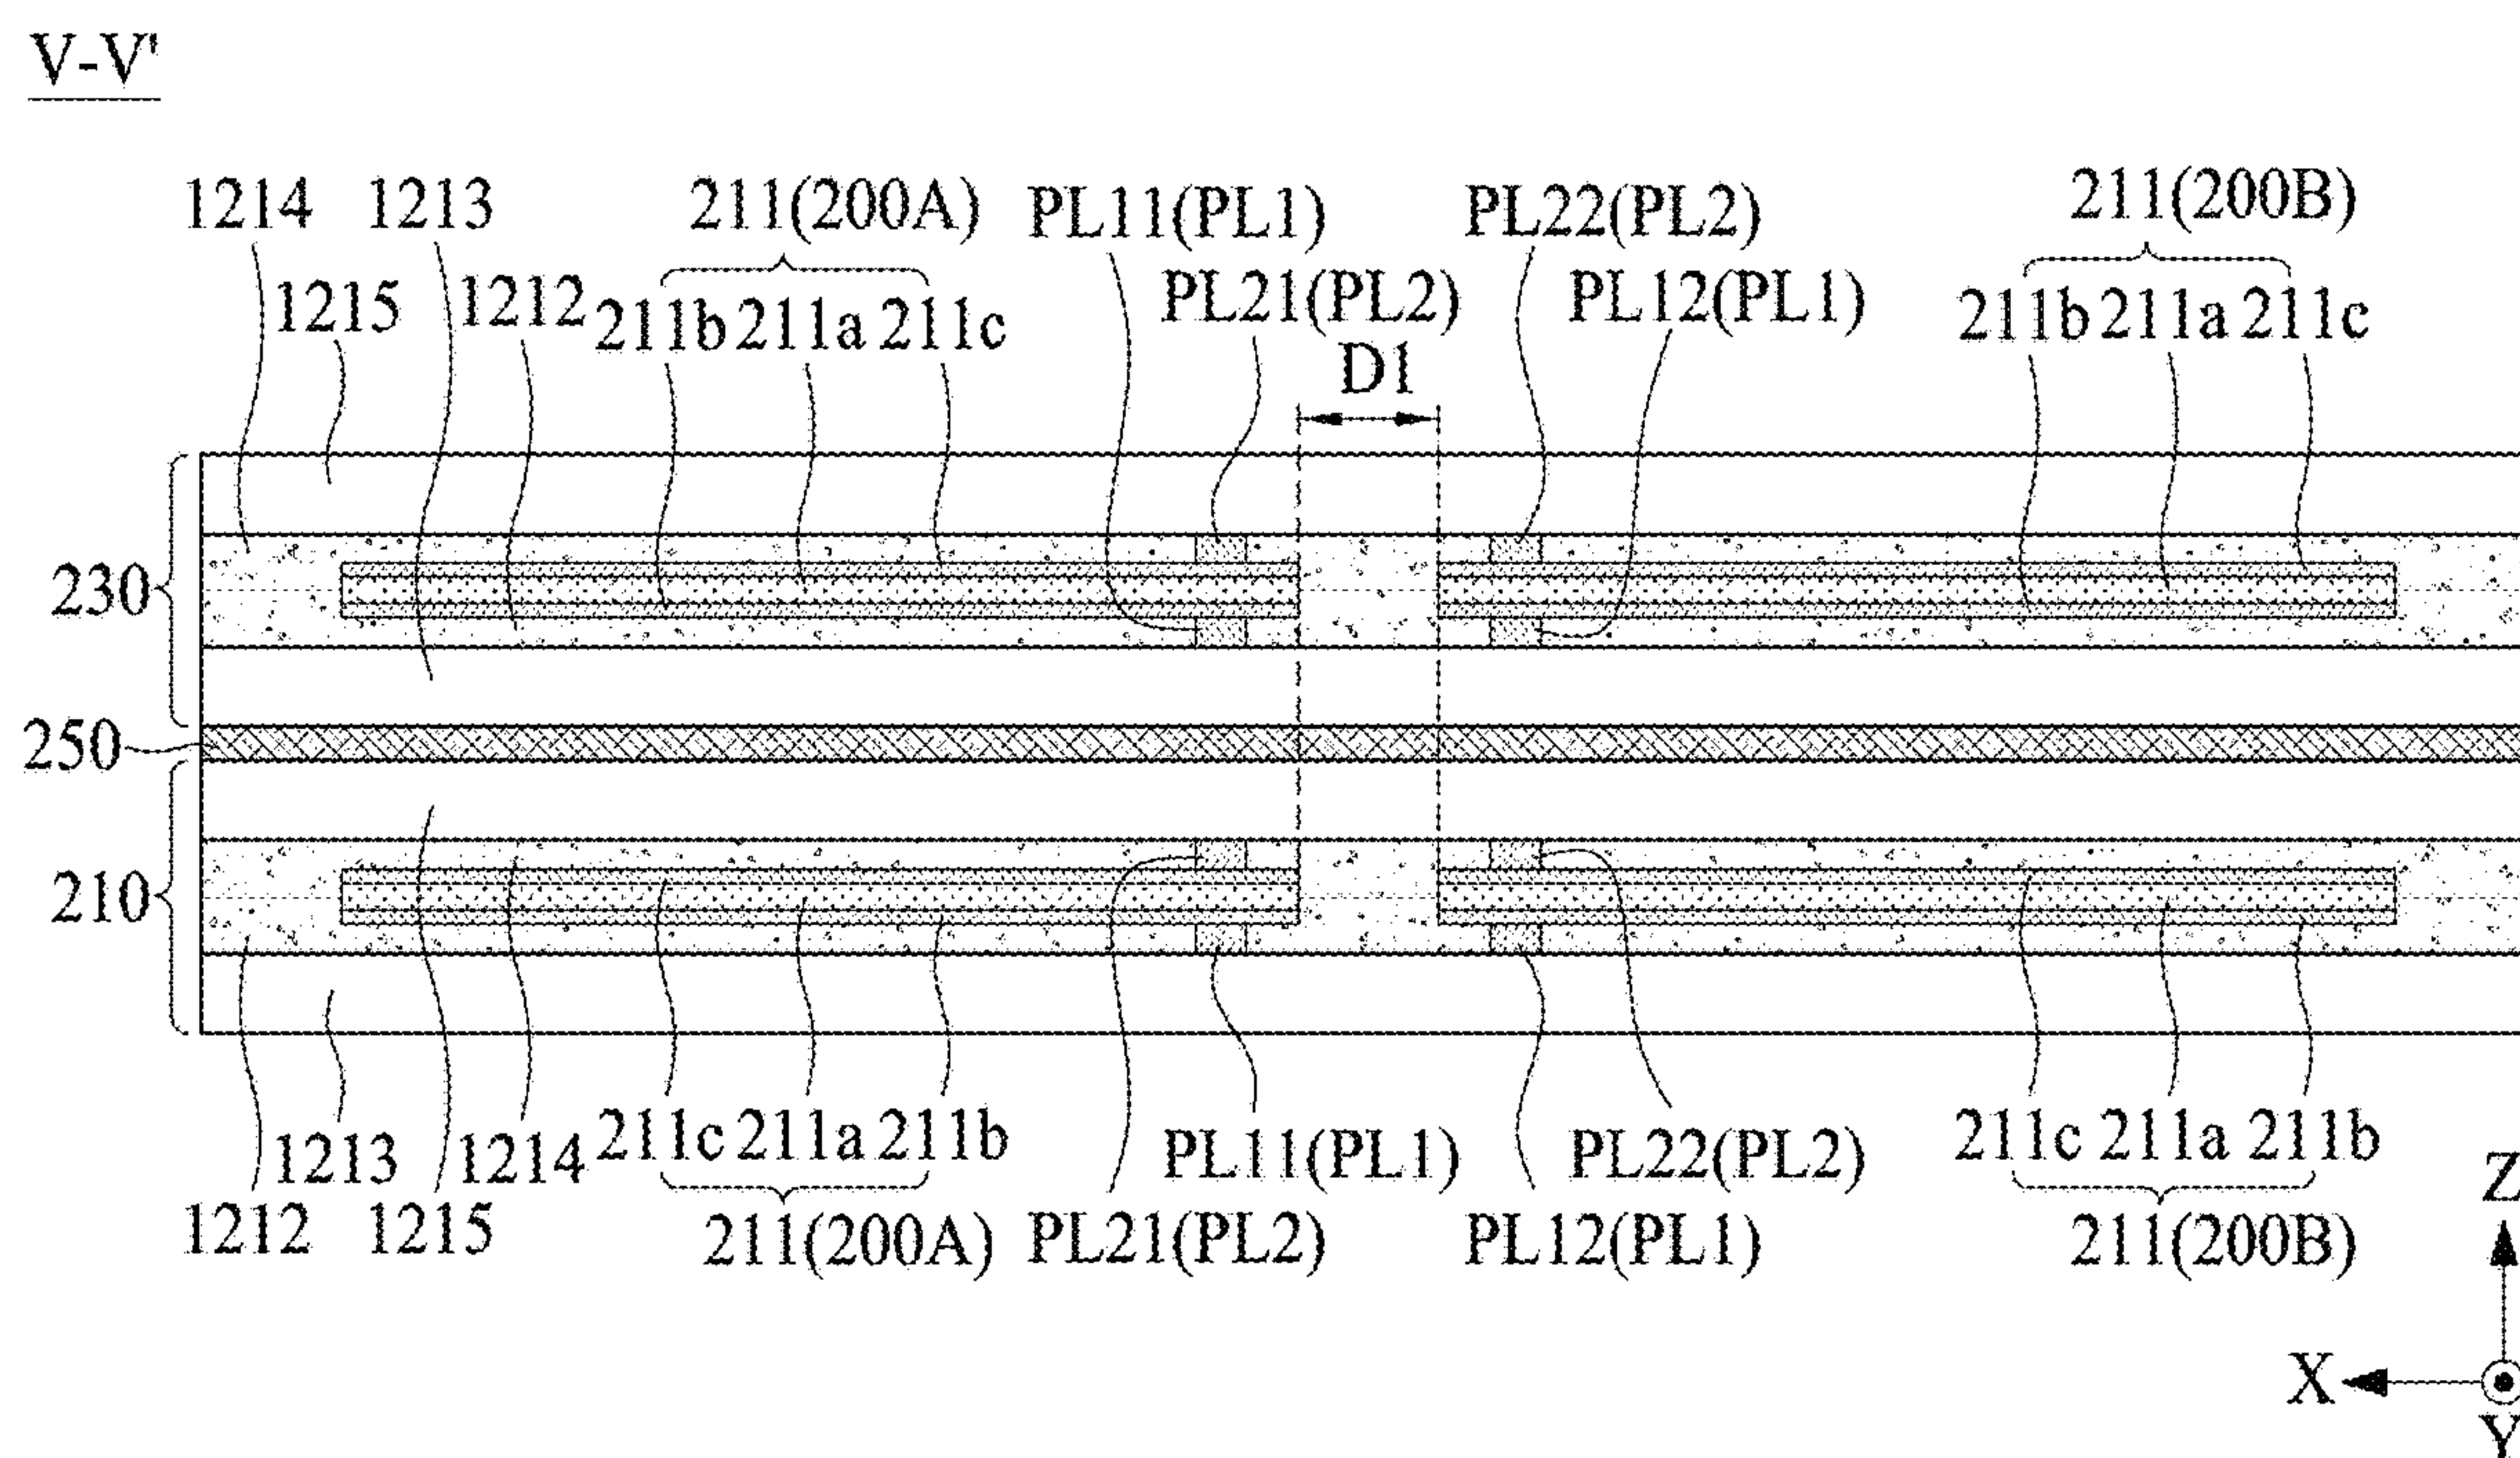 V-V'
1214 1213 211(200A) PL11(PL1) PL22(PL2) 211(200B)
1215 1212 211b 211a 211c PL21(PL2) PL12(PL1) 211b 211a 211c
D1
230
250
210
1213 1214 211c 211a 211b PL11(PL1) PL22(PL2) 211c 211a 211b
1212 1215 211(200A) PL21(PL2) PL12(PL1) 211(200B)
Z
X
Y